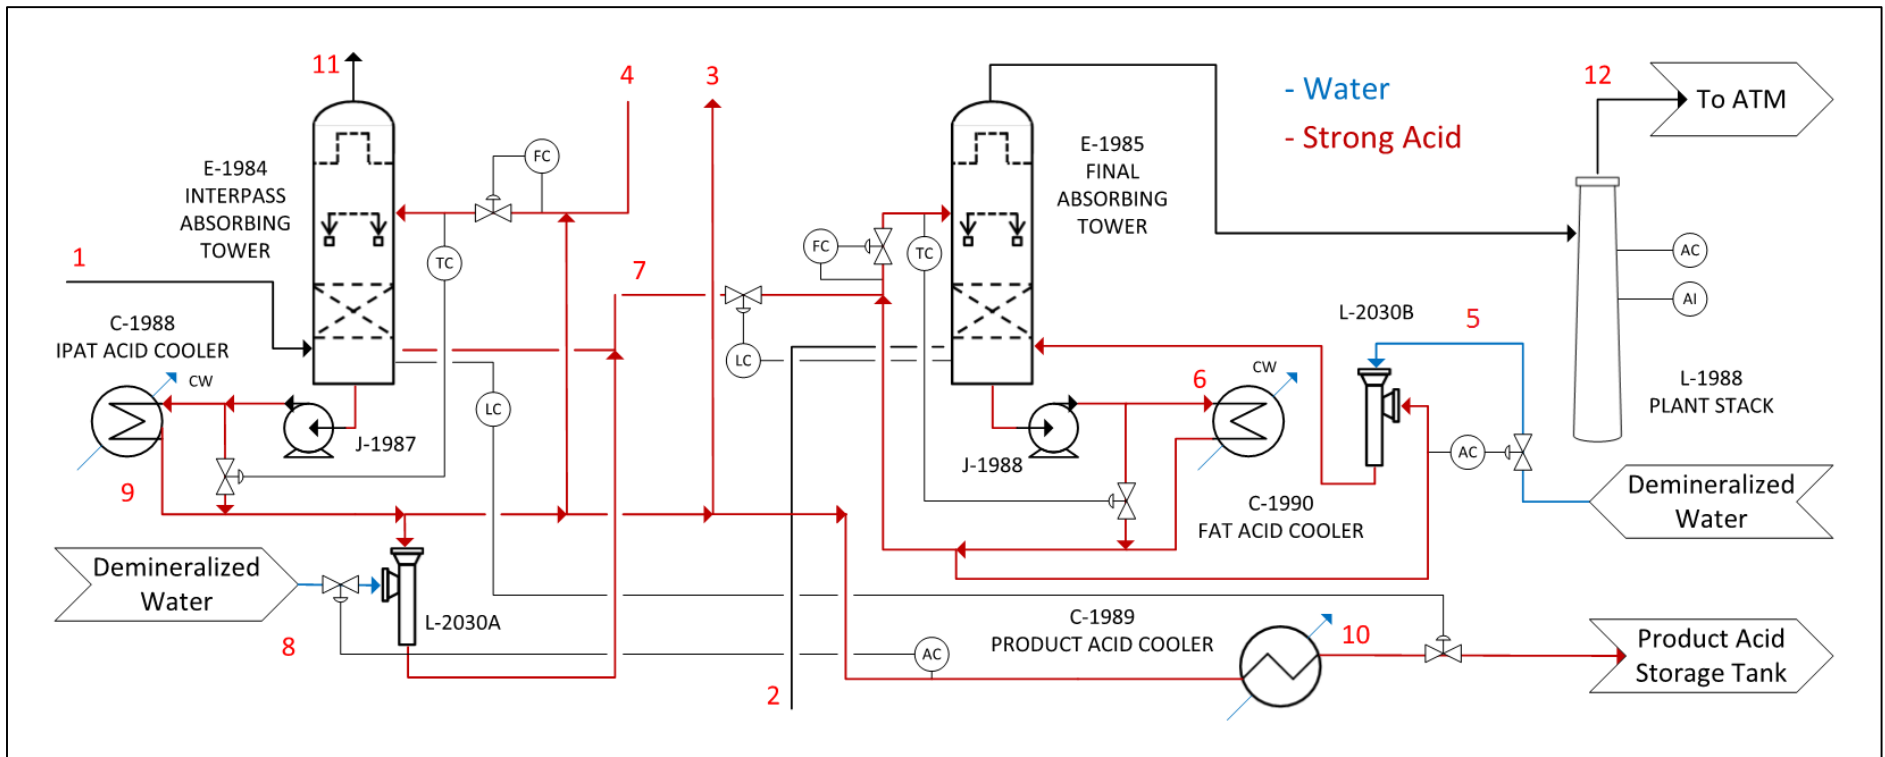 11
4
3
12
To ATM
- Water
- Strong Acid
E-1984
INTERPASS
ABSORBING
TOWER
FC
E-1985
FINAL
ABSORBING
TOWER
1
TC
7
FC
TC
AC
AI
C-1988
IPAT ACID COOLER
CW
LC
LC
L-2030B
5
J-1987
6
CW
L-1988
PLANT STACK
9
J-1988
AC
C-1990
FAT ACID COOLER
Demineralized
Water
Demineralized
Water
L-2030A
8
AC
2
C-1989
PRODUCT ACID COOLER
10
Product Acid
Storage Tank